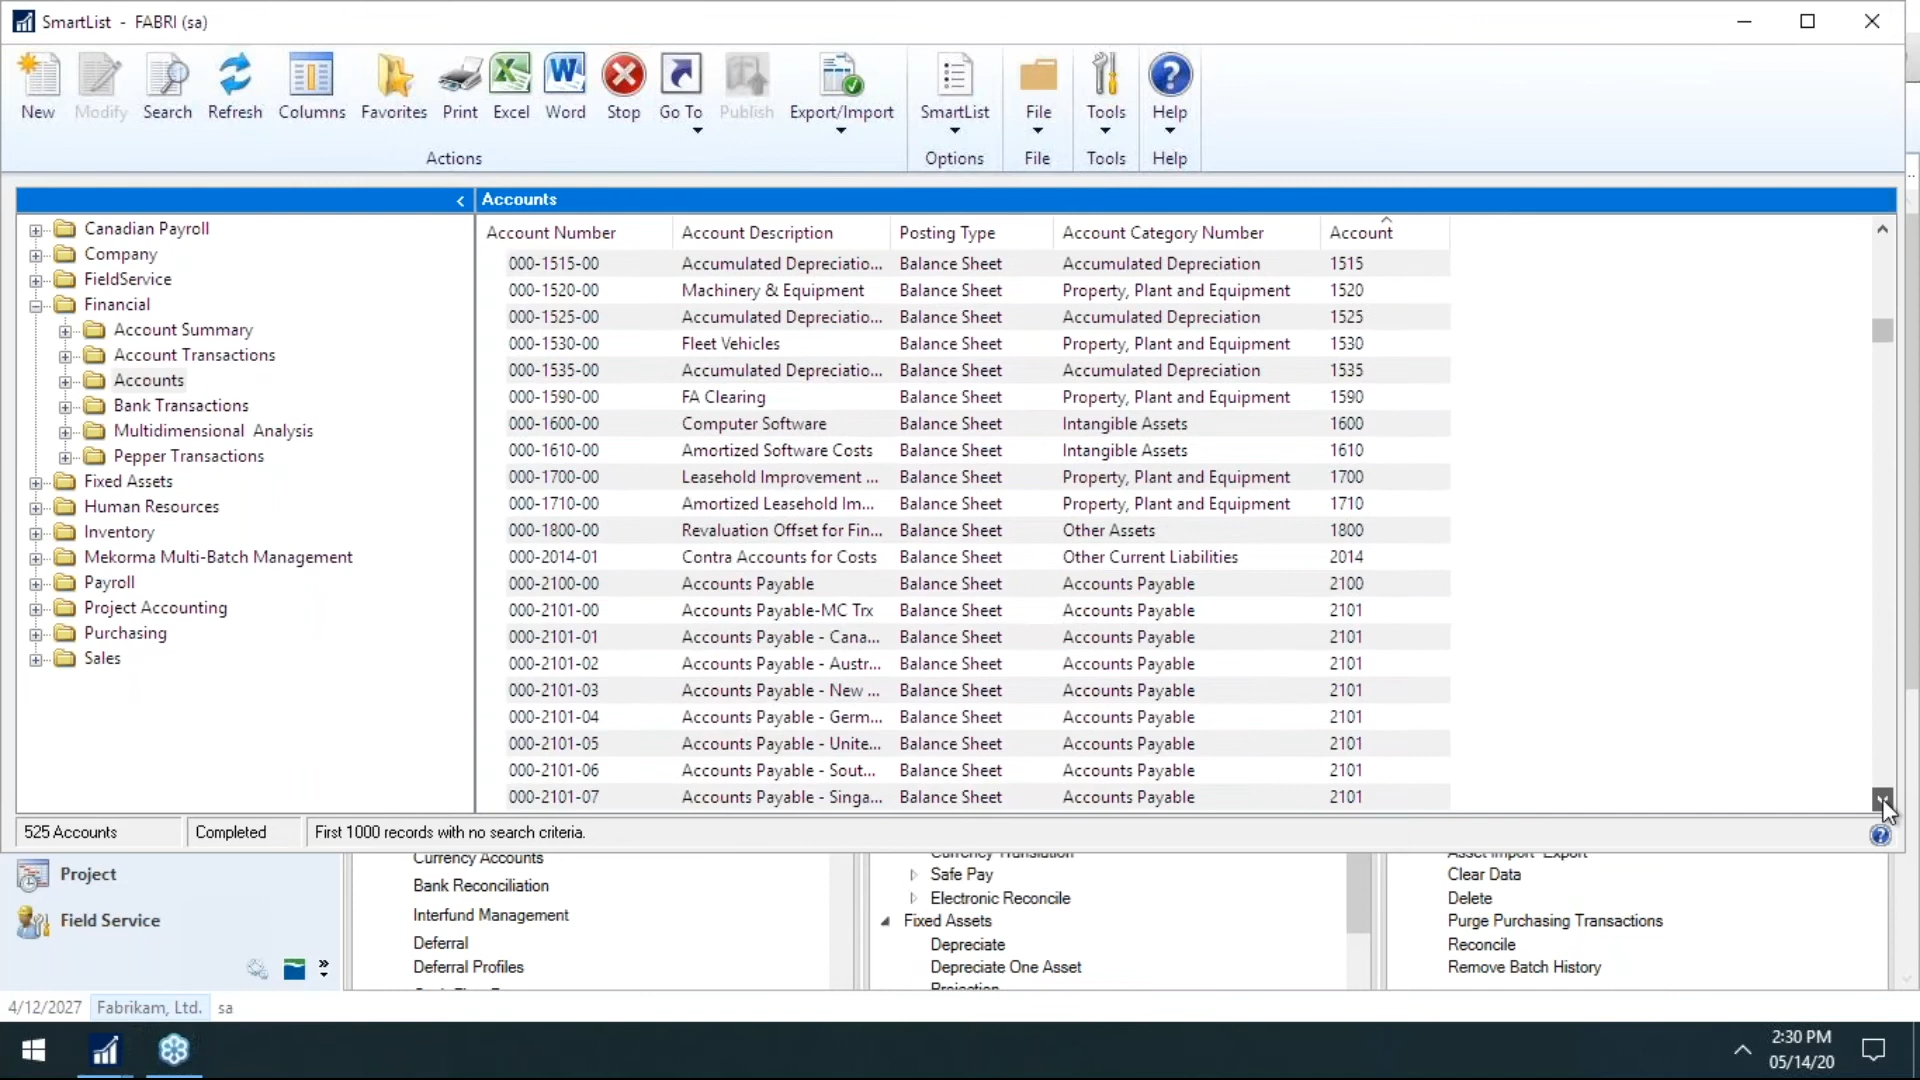 SmartList - FABRI (sa)
New Modify Search Refresh Columns Favorites Print Excel Word Stop Go To Publish Export/Import SmartList File Tools Help
Actions Options File Tools Help
Accounts
Canadian Payroll
Company
FieldService
Financial
Account Summary
Account Transactions
Accounts
Bank Transactions
Multidimensional Analysis
Pepper Transactions
Fixed Assets
Human Resources
Inventory
Mekorma Multi-Batch Management
Payroll
Project Accounting
Purchasing
Sales
Account Number Account Description Posting Type Account Category Number Account
000-1515-00 Accumulated Depreciatio... Balance Sheet Accumulated Depreciation 1515
000-1520-00 Machinery & Equipment Balance Sheet Property, Plant and Equipment 1520
000-1525-00 Accumulated Depreciatio... Balance Sheet Accumulated Depreciation 1525
000-1530-00 Fleet Vehicles Balance Sheet Property, Plant and Equipment 1530
000-1535-00 Accumulated Depreciatio... Balance Sheet Accumulated Depreciation 1535
000-1590-00 FA Clearing Balance Sheet Property, Plant and Equipment 1590
000-1600-00 Computer Software Balance Sheet Intangible Assets 1600
000-1610-00 Amortized Software Costs Balance Sheet Intangible Assets 1610
000-1700-00 Leasehold Improvement ... Balance Sheet Property, Plant and Equipment 1700
000-1710-00 Amortized Leasehold Im... Balance Sheet Property, Plant and Equipment 1710
000-1800-00 Revaluation Offset for Fin... Balance Sheet Other Assets 1800
000-2014-01 Contra Accounts for Costs Balance Sheet Other Current Liabilities 2014
000-2100-00 Accounts Payable Balance Sheet Accounts Payable 2100
000-2101-00 Accounts Payable-MC Trx Balance Sheet Accounts Payable 2101
000-2101-01 Accounts Payable - Cana... Balance Sheet Accounts Payable 2101
000-2101-02 Accounts Payable - Austr... Balance Sheet Accounts Payable 2101
000-2101-03 Accounts Payable - New ... Balance Sheet Accounts Payable 2101
000-2101-04 Accounts Payable - Germ... Balance Sheet Accounts Payable 2101
000-2101-05 Accounts Payable - Unite... Balance Sheet Accounts Payable 2101
000-2101-06 Accounts Payable - Sout... Balance Sheet Accounts Payable 2101
000-2101-07 Accounts Payable - Singa... Balance Sheet Accounts Payable 2101
525 Accounts Completed First 1000 records with no search criteria.
Project
Field Service
Currency Accounts
Bank Reconciliation
Interfund Management
Deferral
Deferral Profiles
Currency Translation
Safe Pay
Electronic Reconcile
Fixed Assets
Depreciate
Depreciate One Asset
Projection
Asset Import-Export
Clear Data
Delete
Purge Purchasing Transactions
Reconcile
Remove Batch History
4/12/2027 Fabrikam, Ltd. sa
2:30 PM
05/14/20